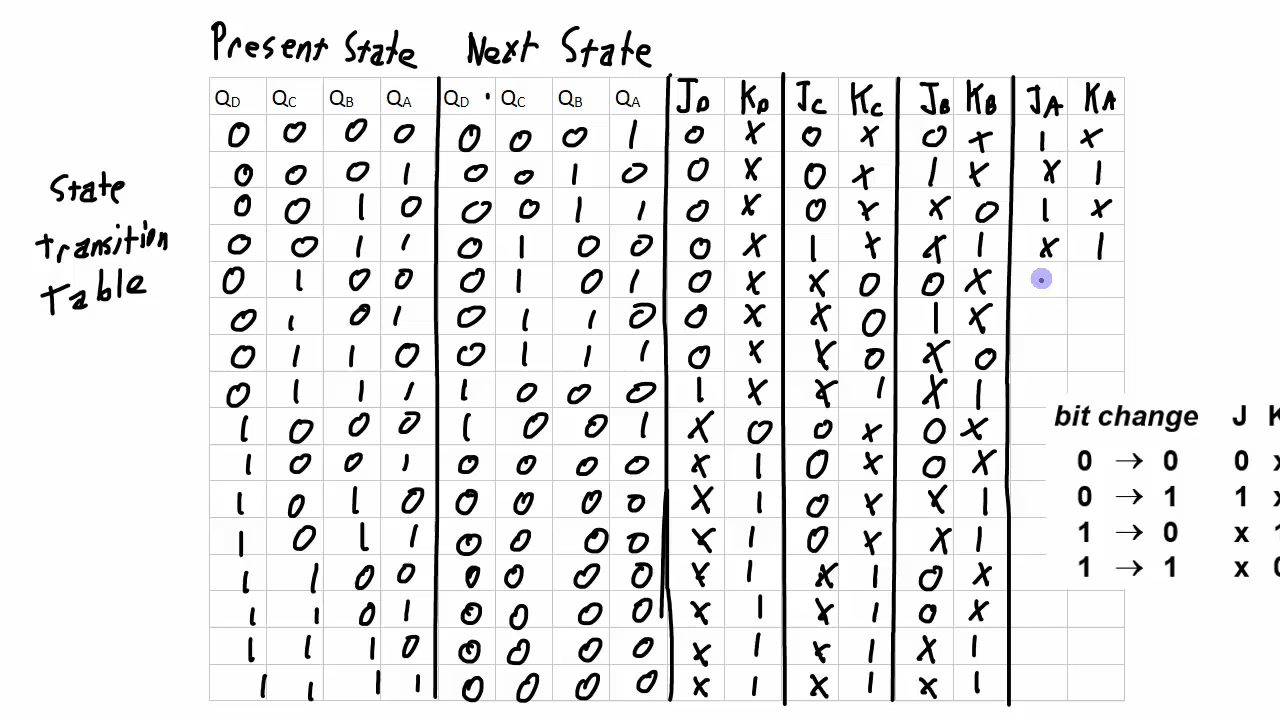 Present State Next State
QD QC QB QA QD QC QB QA JD KD JC KC JB KB JA KA
0 0 0 0 0 0 0 1 0 x 0 x 0 x 1 x
0 0 0 1 0 0 1 0 0 x 0 x 1 x x 1
0 0 1 0 0 0 1 1 0 x 0 x x 0 1 x
0 0 1 1 0 1 0 0 0 x 1 x x 1 x 1
0 1 0 0 0 1 0 1 0 x x 0 0 x
0 1 0 1 0 1 1 0 0 x x 0 1 x
0 1 1 0 0 1 1 1 0 x x 0 x 0
0 1 1 1 1 0 0 0 1 x x 1 x 1
1 0 0 0 1 0 0 1 x 0 0 x 0 x
1 0 0 1 0 0 0 0 x 1 0 x 0 x
1 0 1 0 0 0 0 0 x 1 0 x x 1
1 0 1 1 0 0 0 0 x 1 0 x x 1
1 1 0 0 0 0 0 0 x 1 x 1 0 x
1 1 0 1 0 0 0 0 x 1 x 1 0 x
1 1 1 0 0 0 0 0 x 1 x 1 x 1
1 1 1 1 0 0 0 0 x 1 x 1 x 1
State
transition
table
bit change J K
0 → 0 0 x
0 → 1 1 x
1 → 0 x 1
1 → 1 x 0